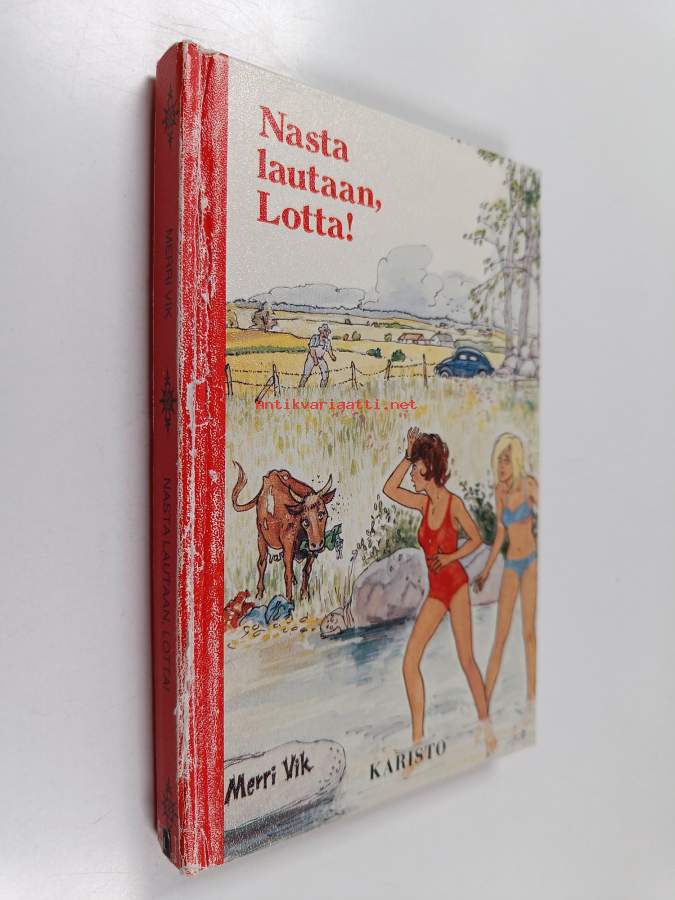 Nasta
lautaan,
Lotta!
Antikvariaatti.net
Merri Vik
KARISTO
MERRI VIK
NASTA LAUTAAN, LOTTA!